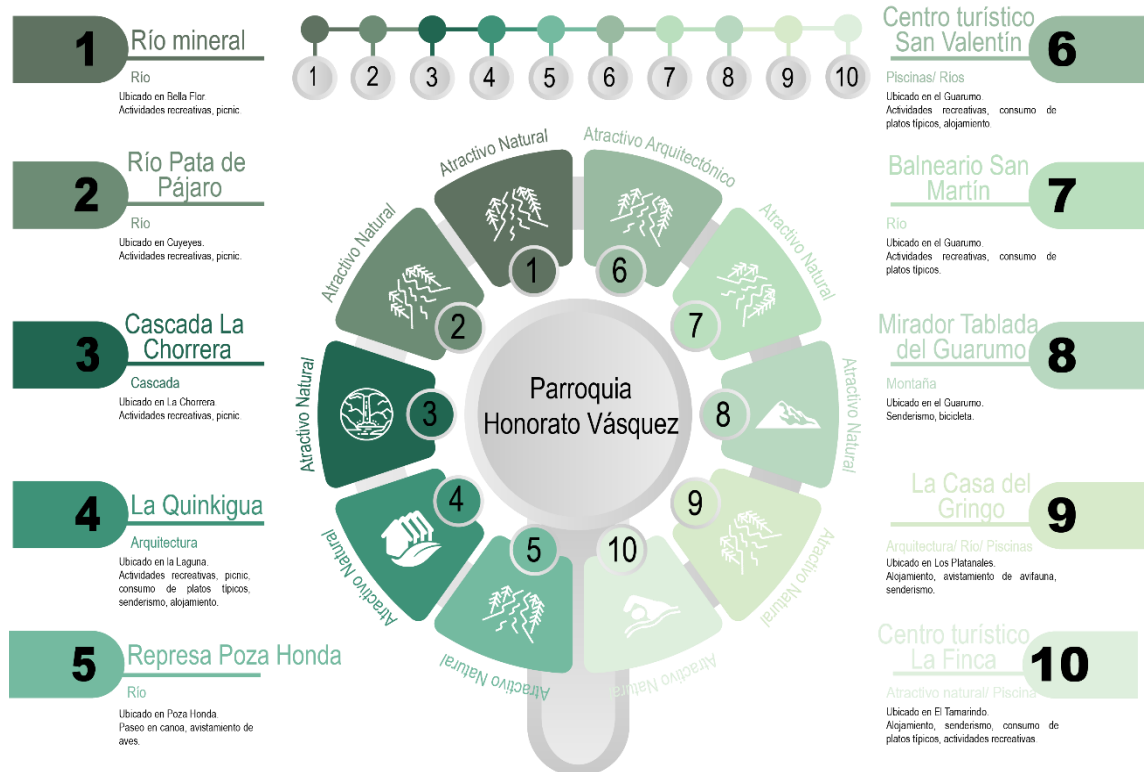 1
Río mineral
Río
Ubicado en Bella Flor.
Actividades recreativas, picnic.
2
Río Pata de
Pájaro
Río
Ubicado en Cuyeyes.
Actividades recreativas, picnic.
3
Cascada La
Chorrera
Cascada
Ubicado en La Chorrera.
Actividades recreativas, picnic.
4
La Quinkigua
Arquitectura
Ubicado en la Laguna.
Actividades recreativas, picnic,
consumo de platos típicos,
senderismo, alojamiento.
5
Represa Poza Honda
Río
Ubicado en Poza Honda.
Paseo en canoa, avistamiento de
aves.
1 2 3 4 5 6 7 8 9 10
Atractivo Natural
1
Atractivo Natural
2
Atractivo Natural
3
Atractivo Natural
4
Atractivo Natural
5
Atractivo Arquitectónico
6
Atractivo Natural
7
Atractivo Natural
8
Atractivo Natural
9
Atractivo Natural
10
Parroquia
Honorato Vásquez
Centro turístico
San Valentín
6
Piscinas/ Rios
Ubicado en el Guarumo.
Actividades recreativas, consumo de
platos típicos, alojamiento.
Balneario San
Martín
7
Río
Ubicado en el Guarumo.
Actividades recreativas, consumo de
platos típicos.
Mirador Tablada
del Guarumo
8
Montaña
Ubicado en el Guarumo.
Senderismo, bicicleta.
La Casa del
Gringo
9
Arquitectura/ Río/ Piscinas
Ubicado en Los Platanales.
Alojamiento, avistamiento de avifauna,
senderismo.
Centro turístico
La Finca
10
Atractivo natural/ Piscina
Ubicado en El Tamarindo.
Alojamiento, senderismo, consumo de
platos típicos, actividades recreativas.